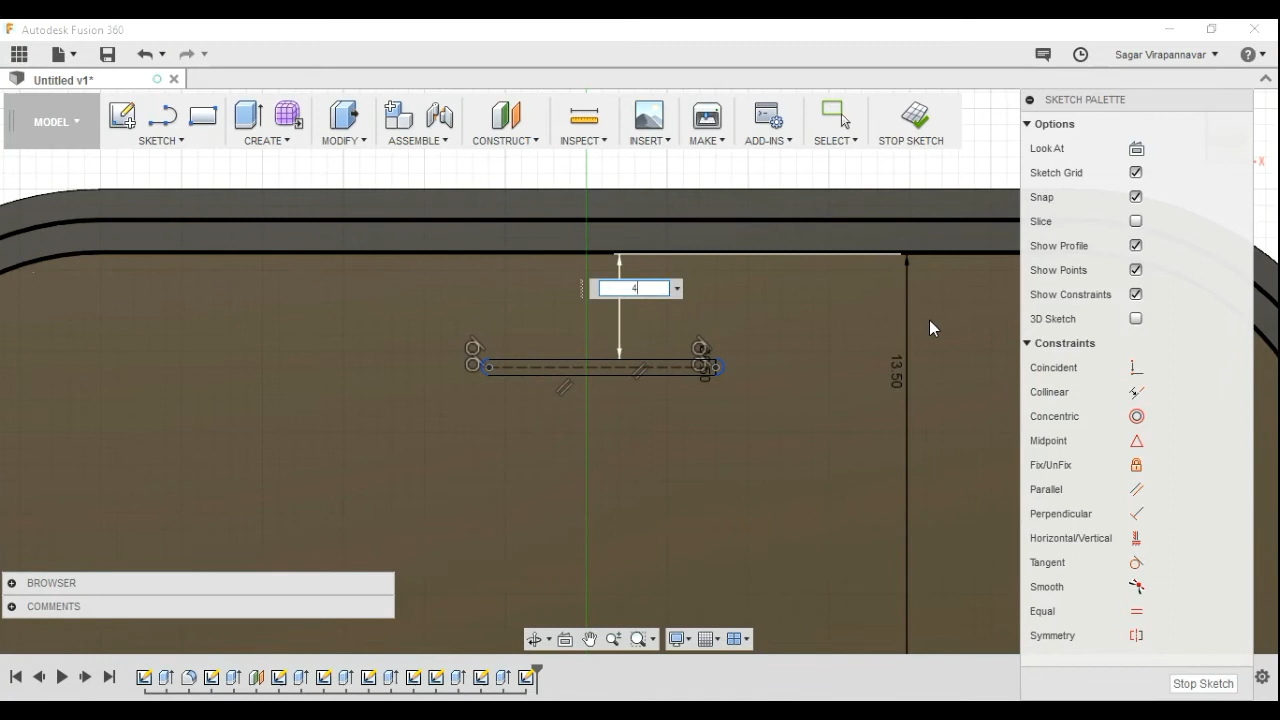 Autodesk Fusion 360
Sagar Virapannavar
Untitled v1*
MODEL
SKETCH
CREATE
MODIFY
ASSEMBLE
CONSTRUCT
INSPECT
INSERT
MAKE
ADD-INS
SELECT
STOP SKETCH
SKETCH PALETTE
Options
Look At
Sketch Grid
Snap
Slice
Show Profile
Show Points
Show Constraints
3D Sketch
Constraints
Coincident
Collinear
Concentric
Midpoint
Fix/UnFix
Parallel
Perpendicular
Horizontal/Vertical
Tangent
Smooth
Equal
Symmetry
Stop Sketch
X
4
13.50
BROWSER
COMMENTS